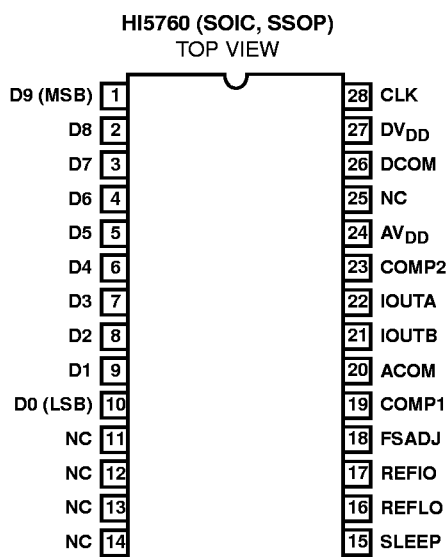 HI5760 (SOIC, SSOP)
TOP VIEW
D9 (MSB) 1 28 CLK
D8 2 27 DVDD
D7 3 26 DCOM
D6 4 25 NC
D5 5 24 AVDD
D4 6 23 COMP2
D3 7 22 IOUTA
D2 8 21 IOUTB
D1 9 20 ACOM
D0 (LSB) 10 19 COMP1
NC 11 18 FSADJ
NC 12 17 REFIO
NC 13 16 REFLO
NC 14 15 SLEEP